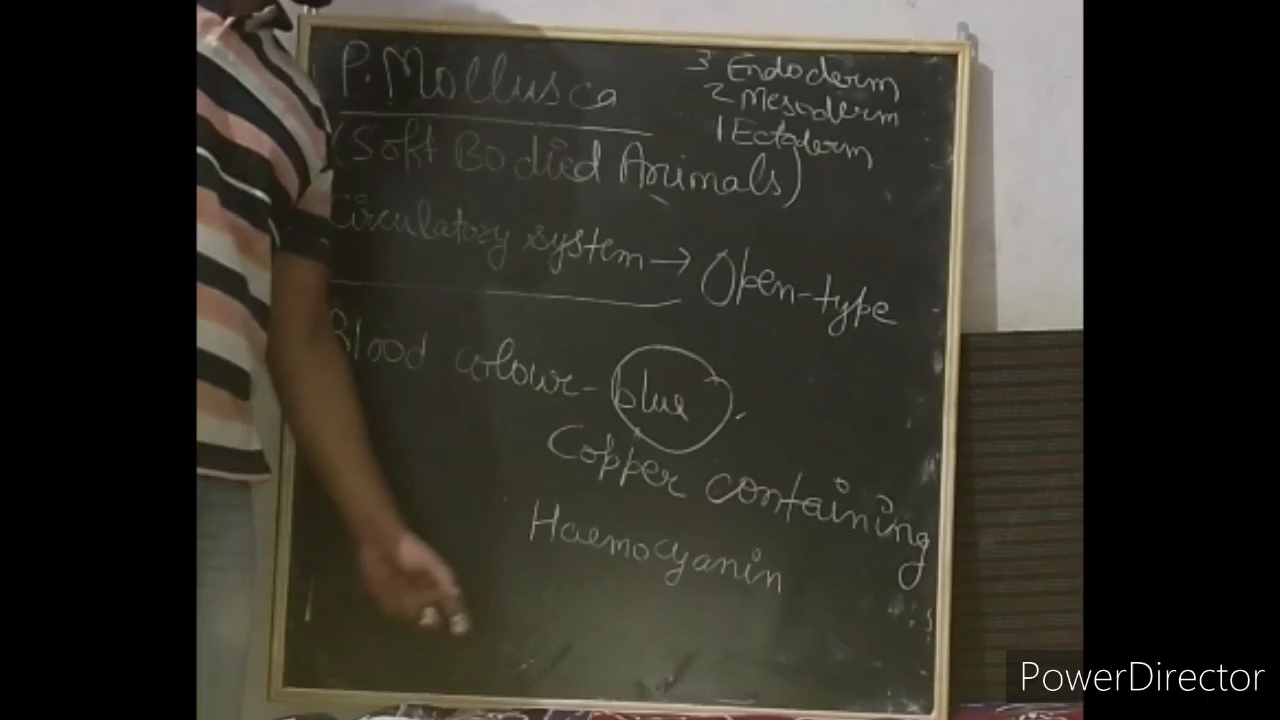 P. Mollusca
3 Endoderm
2 Mesoderm
1 Ectoderm
(Soft Bodied Animals)
Circulatory system → Open-type
Blood colour - blue
Copper containing
Haemocyanin
PowerDirector